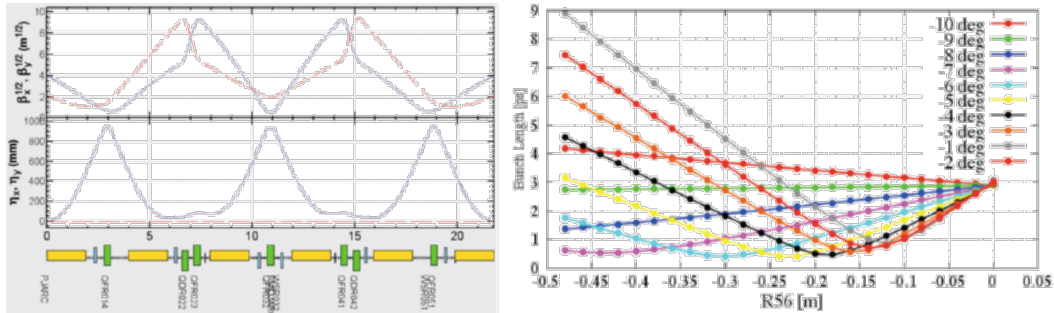 β_x^{1/2}, β_y^{1/2} (m^{1/2})
10
8
6
4
2
0
η_x, η_y (mm)
1000
800
600
400
200
0
0 5 10 15 20
PJARC
QFR014
QDR022
QFR023
QFR041
QDR042
9
8
7
6
5
4
3
2
1
0
Bunch Length [ps]
-10 deg
-9 deg
-8 deg
-7 deg
-6 deg
-5 deg
-4 deg
-3 deg
-1 deg
-2 deg
-0.5 -0.45 -0.4 -0.35 -0.3 -0.25 -0.2 -0.15 -0.1 -0.05 0 0.05
R56 [m]